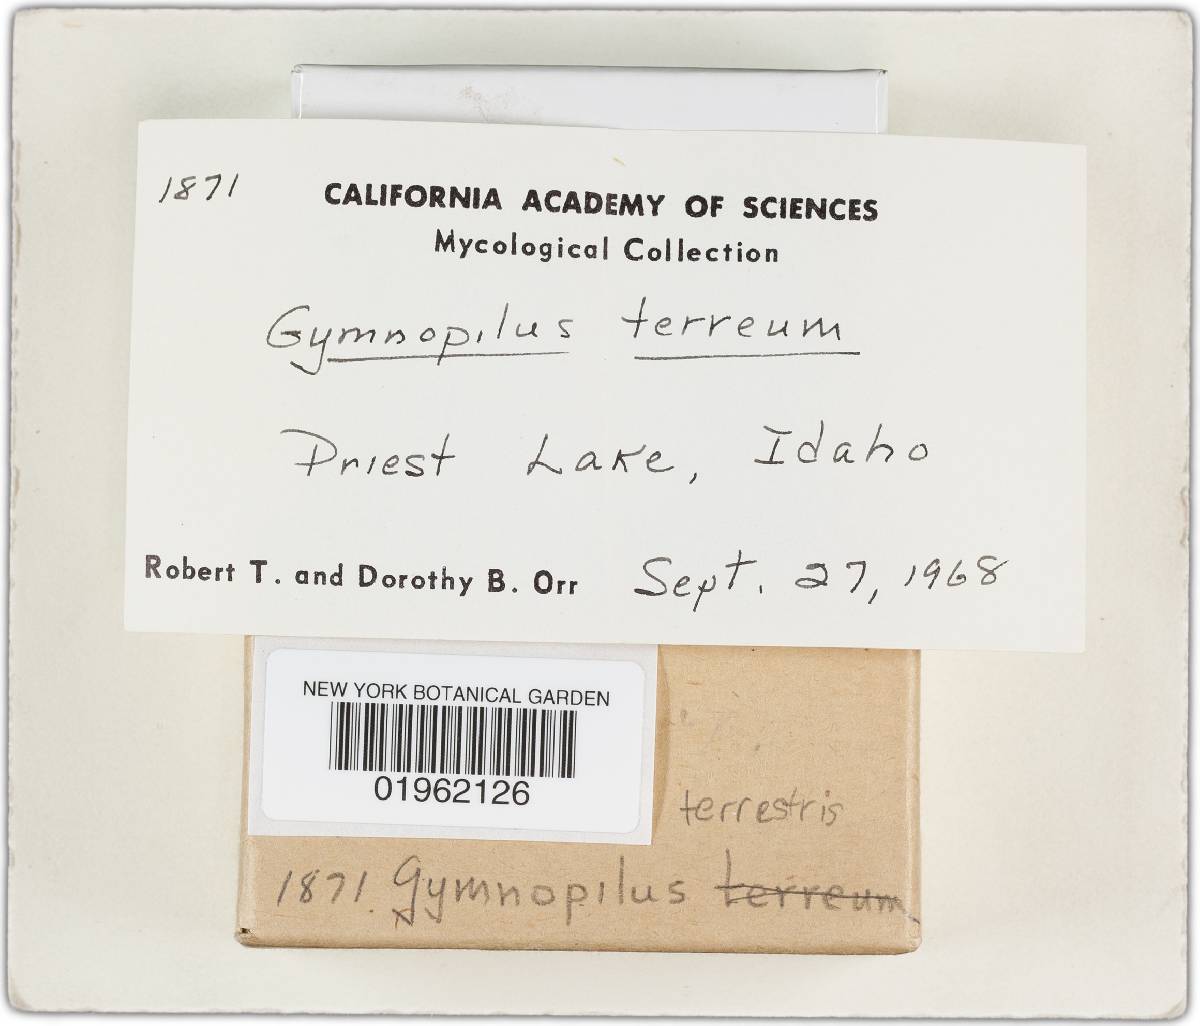 1871
CALIFORNIA ACADEMY OF SCIENCES
Mycological Collection
Gymnopilus terreum
Priest Lake, Idaho
Robert T. and Dorothy B. Orr Sept. 27, 1968
NEW YORK BOTANICAL GARDEN
01962126
terrestris
1871. Gymnopilus terreum